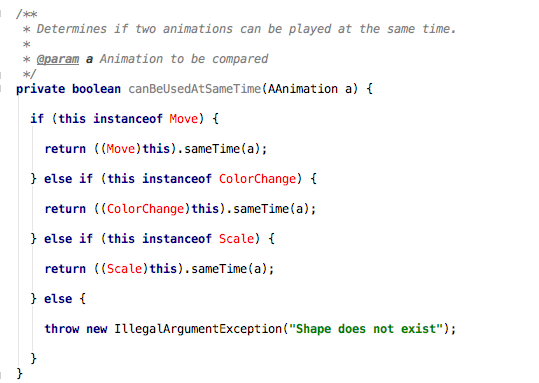 /**
 * Determines if two animations can be played at the same time.
 *
 * @param a Animation to be compared
 */
private boolean canBeUsedAtSameTime(AAnimation a) {
  if (this instanceof Move) {
    return ((Move)this).sameTime(a);
  } else if (this instanceof ColorChange) {
    return ((ColorChange)this).sameTime(a);
  } else if (this instanceof Scale) {
    return ((Scale)this).sameTime(a);
  } else {
    throw new IllegalArgumentException("Shape does not exist");
  }
}